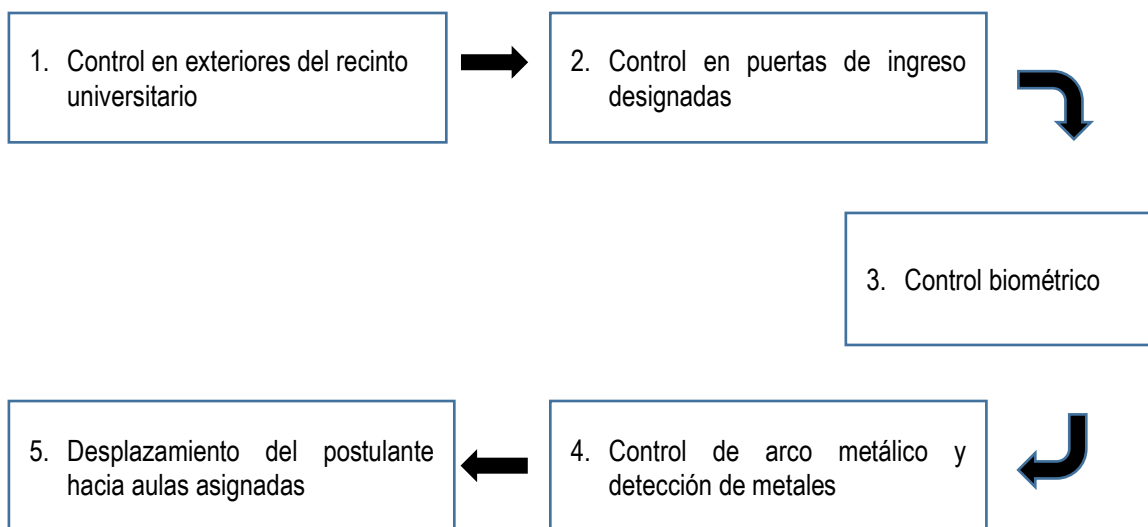 1. Control en exteriores del recinto
universitario
2. Control en puertas de ingreso
designadas
3. Control biométrico
5. Desplazamiento del postulante
hacia aulas asignadas
4. Control de arco metálico y
detección de metales